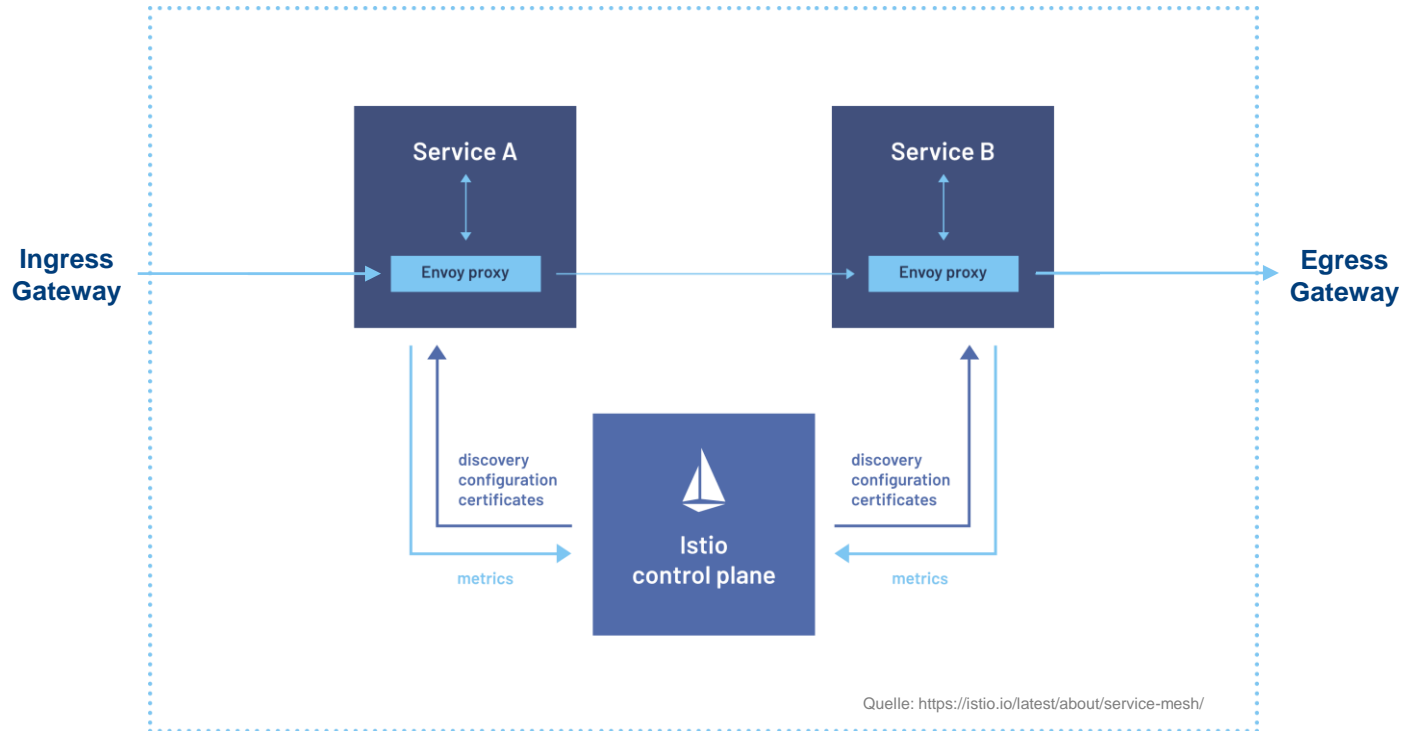 Service A
Service B
Ingress
Gateway
Envoy proxy
Envoy proxy
Egress
Gateway
discovery
configuration
certificates
discovery
configuration
certificates
Istio
control plane
metrics
metrics
Quelle: https://istio.io/latest/about/service-mesh/